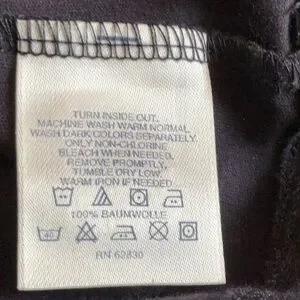 TURN INSIDE OUT.
MACHINE WASH WARM NORMAL.
WASH DARK COLORS SEPARATELY
ONLY NON-CHLORINE
BLEACH WHEN NEEDED.
REMOVE PROMPTLY.
TUMBLE DRY LOW.
WARM IRON IF NEEDED.
100% BAUMWOLLE
40
RN 62830